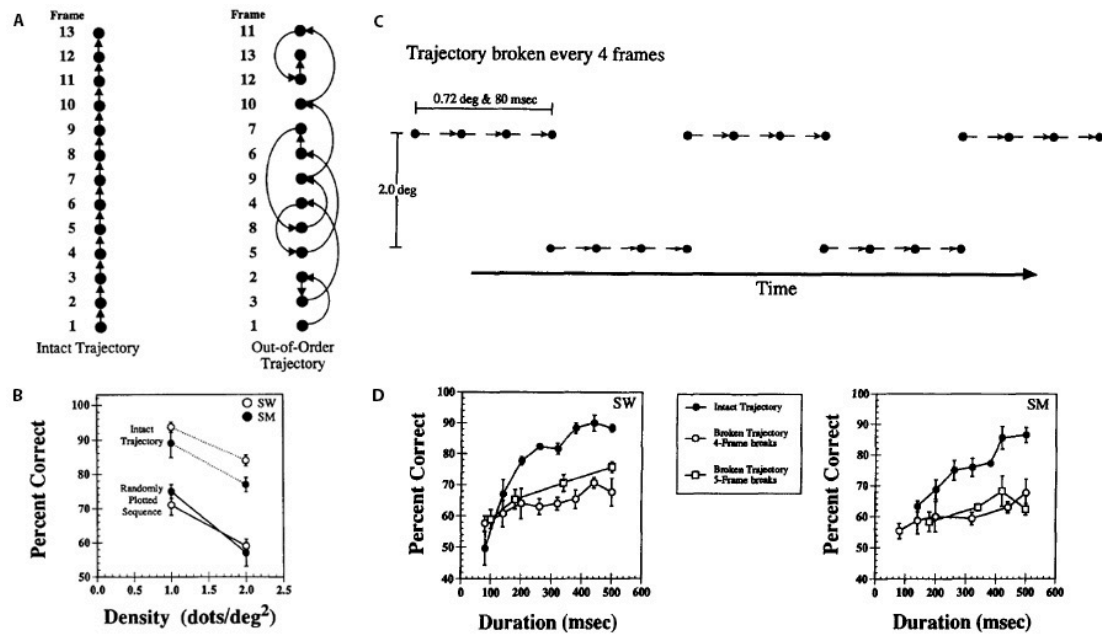 A
Frame
13
12
11
10
9
8
7
6
5
4
3
2
1
Intact Trajectory
Frame
11
13
12
10
7
6
9
4
8
5
2
3
1
Out-of-Order
Trajectory
C
Trajectory broken every 4 frames
0.72 deg & 80 msec
2.0 deg
Time
B
Percent Correct
100
90
80
70
60
50
SW
SM
Intact
Trajectory
Randomly
Plotted
Sequence
0.0 0.5 1.0 1.5 2.0 2.5
Density (dots/deg²)
D
SW
Percent Correct
100
90
80
70
60
50
40
0 100 200 300 400 500 600
Duration (msec)
Intact Trajectory
Broken Trajectory
4-Frame breaks
Broken Trajectory
5-Frame breaks
SM
Percent Correct
100
90
80
70
60
50
40
0 100 200 300 400 500 600
Duration (msec)